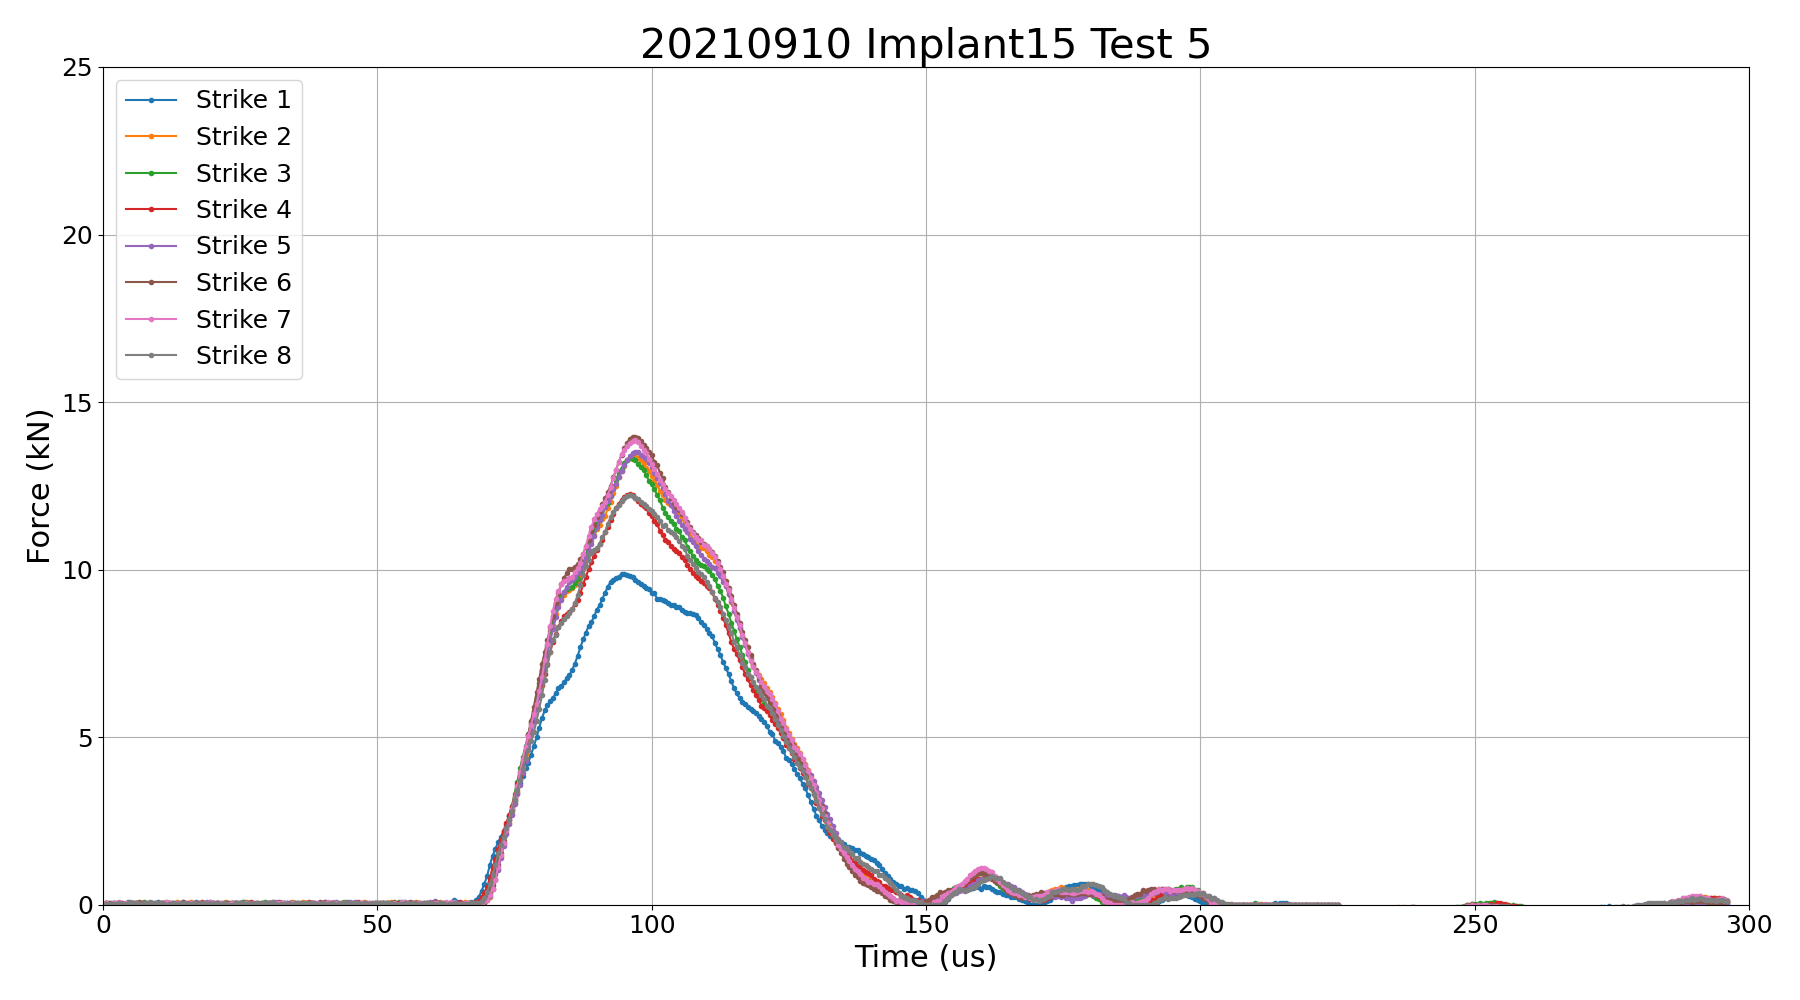 20210910 Implant15 Test 5
25
20
15
10
5
0
Force (kN)
Strike 1
Strike 2
Strike 3
Strike 4
Strike 5
Strike 6
Strike 7
Strike 8
0 50 100 150 200 250 300
Time (us)